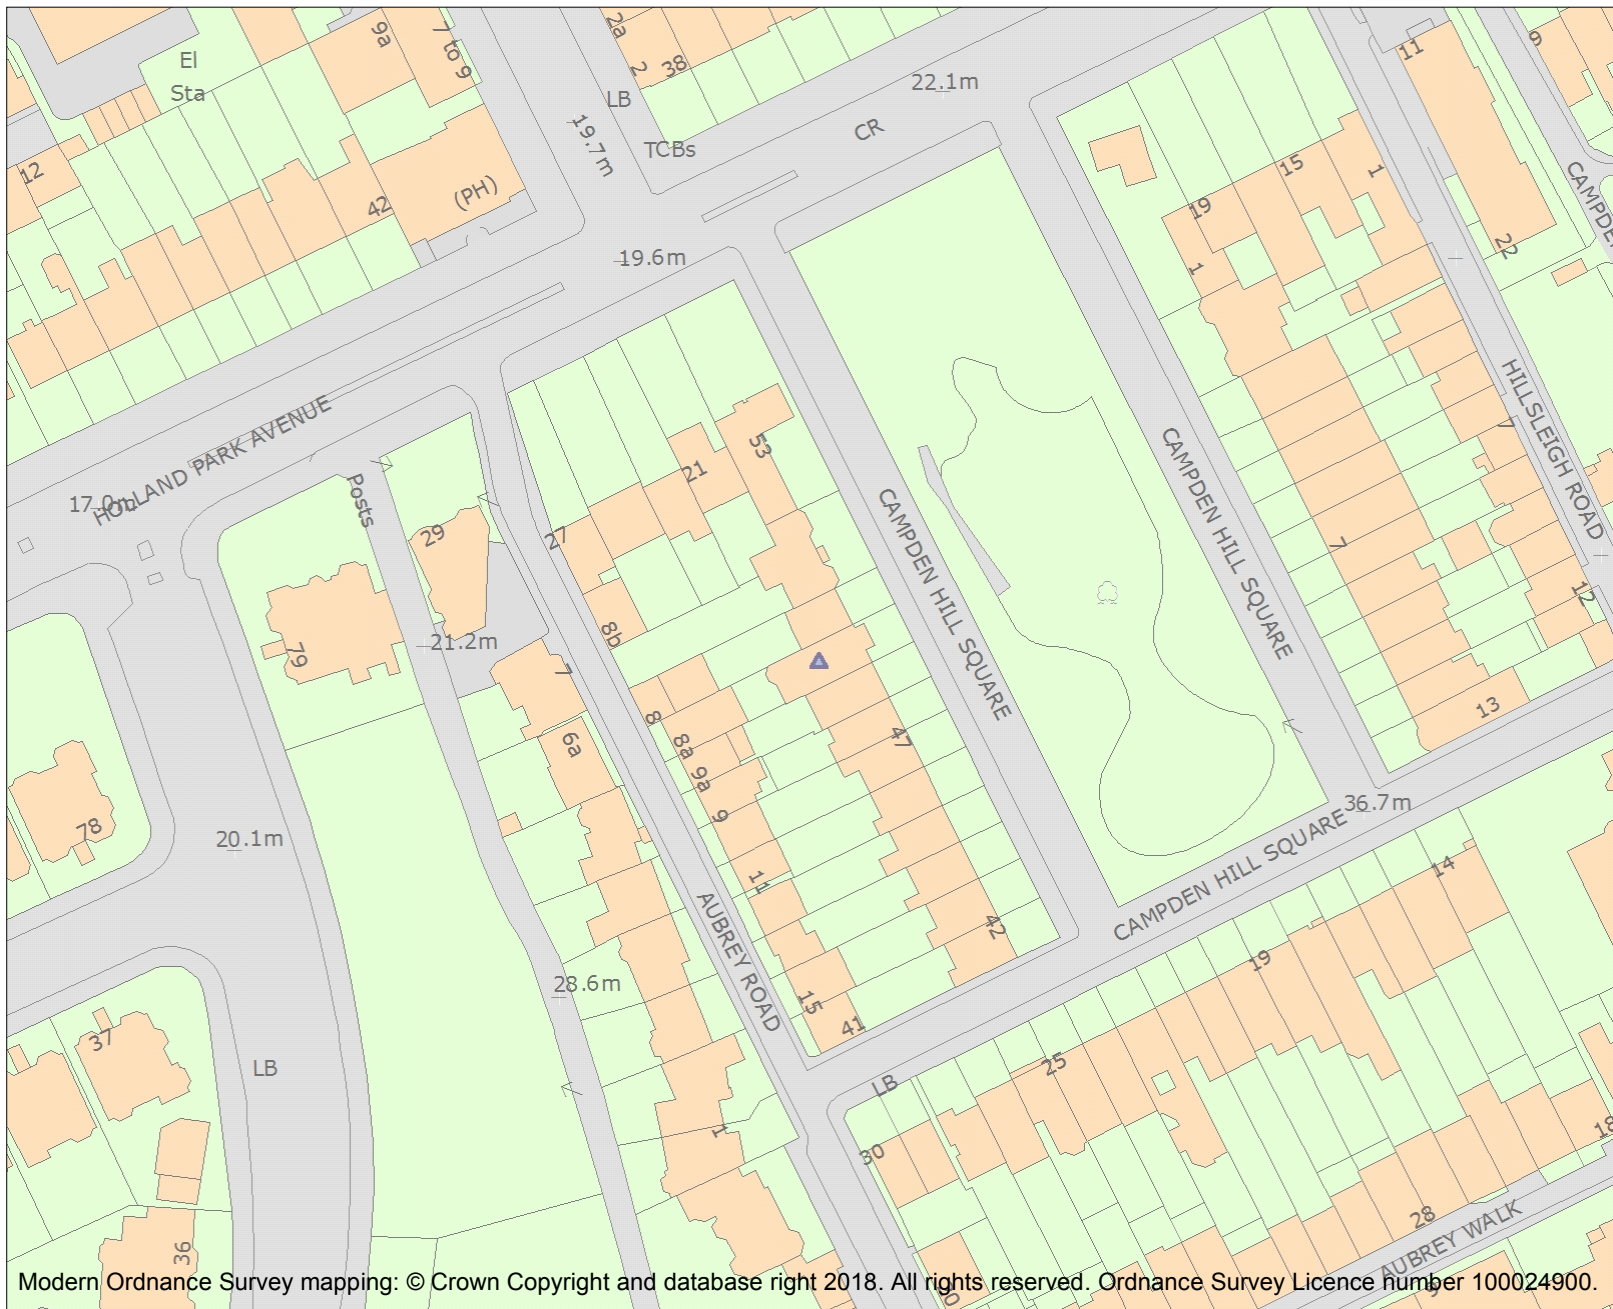 El
Sta
9a
7 to 9
2a
2
38
LB
TCBs
19.7m
22.1m
CR
11
9
CAMPDE
12
42
(PH)
19.6m
19
15
1
1
22
HOLLAND PARK AVENUE
17.0m
Posts
29
27
21
53
CAMPDEN HILL SQUARE
CAMPDEN HILL SQUARE
HILLSLEIGH ROAD
7
7
12
79
21.2m
8b
7
6a
8
8a
9a
9
11
47
13
78
20.1m
36.7m
CAMPDEN HILL SQUARE
14
AUBREY ROAD
42
19
28.6m
15
41
25
LB
37
LB
1
30
18
28
AUBREY WALK
36
9
Modern Ordnance Survey mapping: © Crown Copyright and database right 2018. All rights reserved. Ordnance Survey Licence number 100024900.